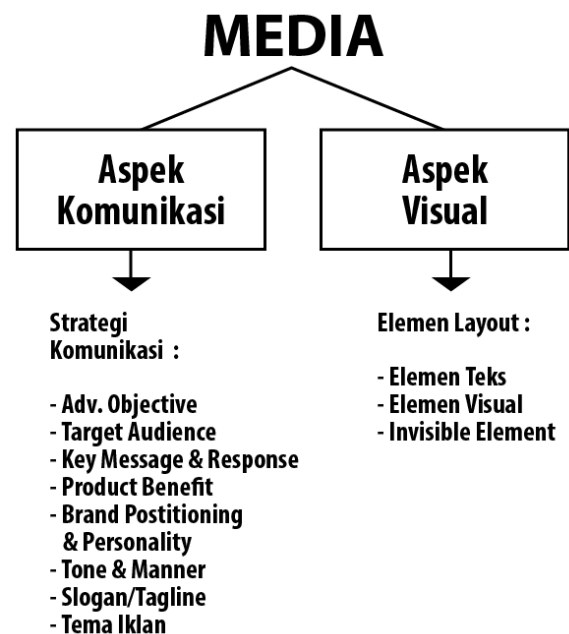 MEDIA
Aspek
Komunikasi
Aspek
Visual
Strategi
Komunikasi :
- Adv. Objective
- Target Audience
- Key Message & Response
- Product Benefit
- Brand Postitioning
& Personality
- Tone & Manner
- Slogan/Tagline
- Tema Iklan
Elemen Layout :
- Elemen Teks
- Elemen Visual
- Invisible Element